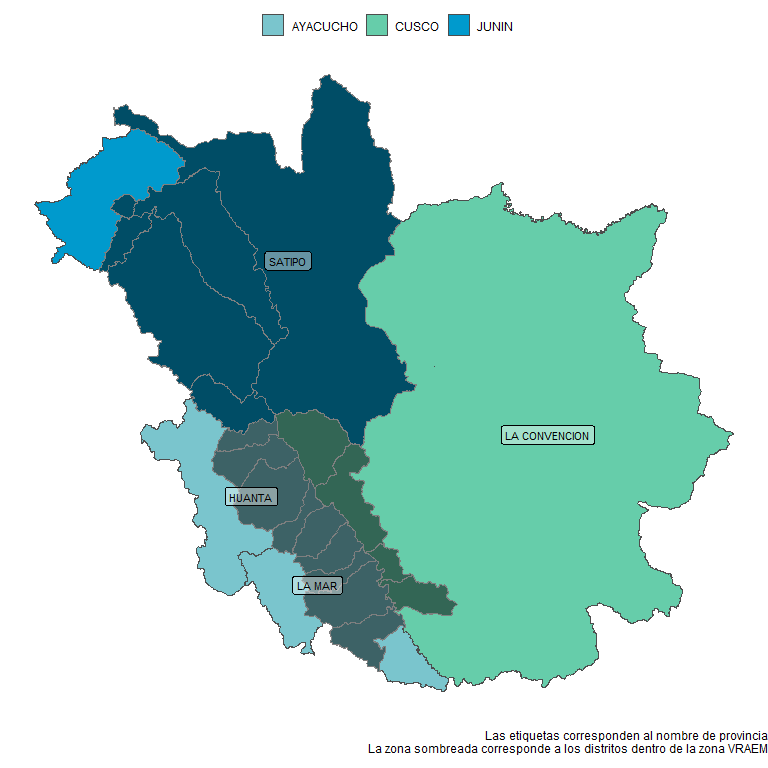 AYACUCHO CUSCO JUNIN
SATIPO
LA CONVENCION
HUANTA
LA MAR
Las etiquetas corresponden al nombre de provincia
La zona sombreada corresponde a los distritos dentro de la zona VRAEM